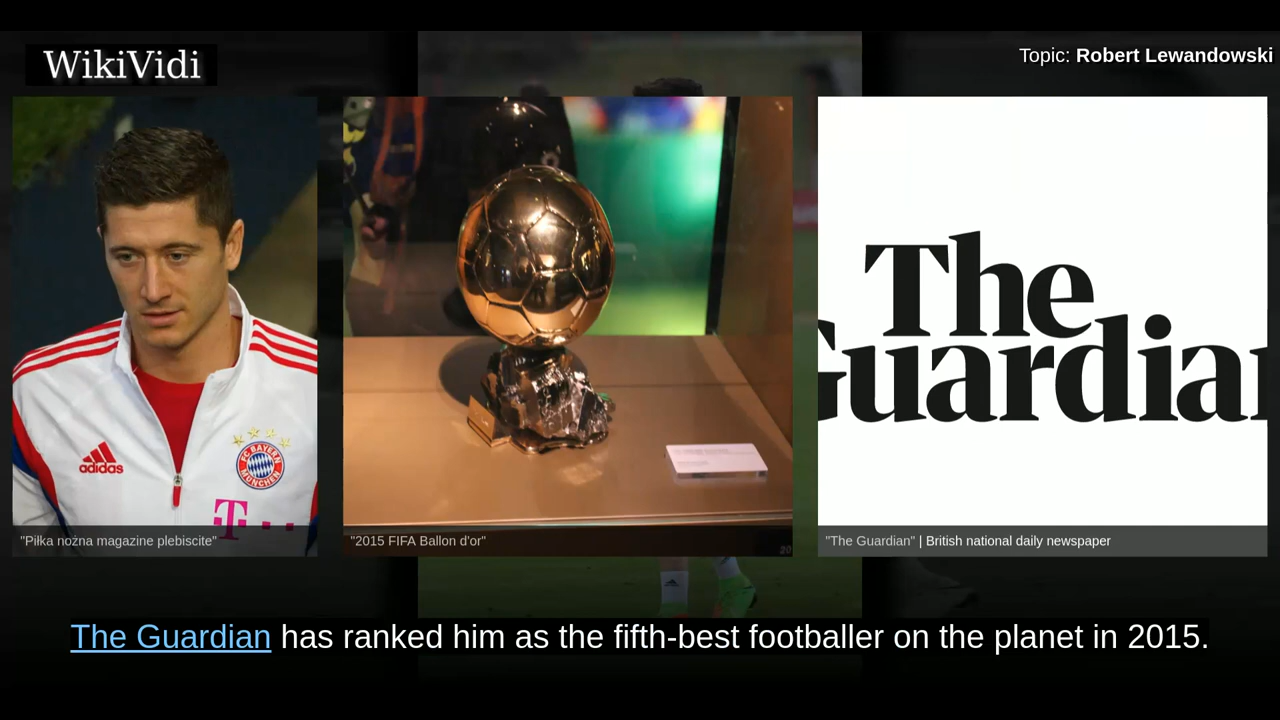 WikiVidi
Topic: Robert Lewandowski
adidas
FC BAYERN
MÜNCHEN
T
"Piłka nożna magazine plebiscite"
"2015 FIFA Ballon d'or"
20
The
Guardian
"The Guardian" | British national daily newspaper
The Guardian has ranked him as the fifth-best footballer on the planet in 2015.